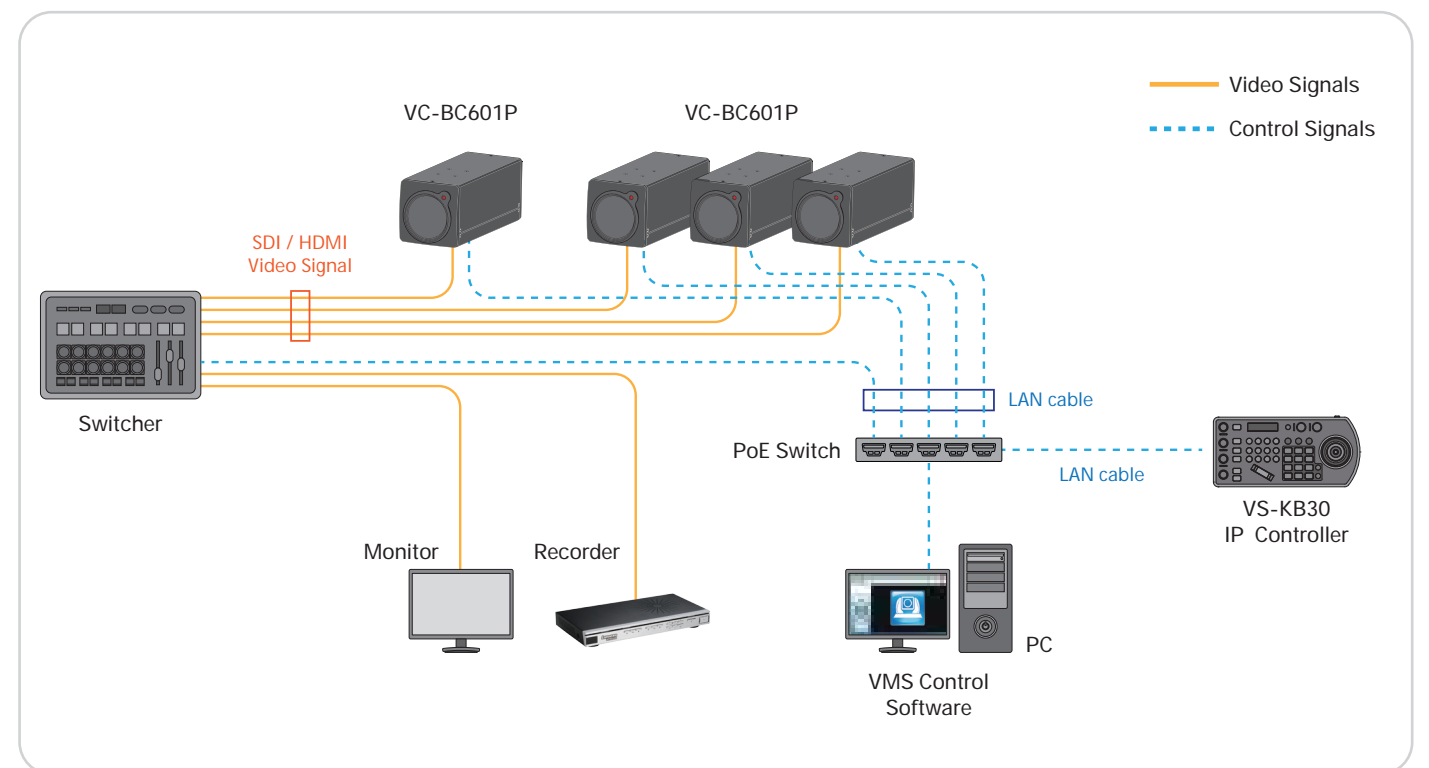 Video Signals
VC-BC601P
VC-BC601P
Control Signals
SDI / HDMI
Video Signal
LAN cable
Switcher
PoE Switch
LAN cable
VS-KB30
IP Controller
Monitor
Recorder
PC
VMS Control
Software